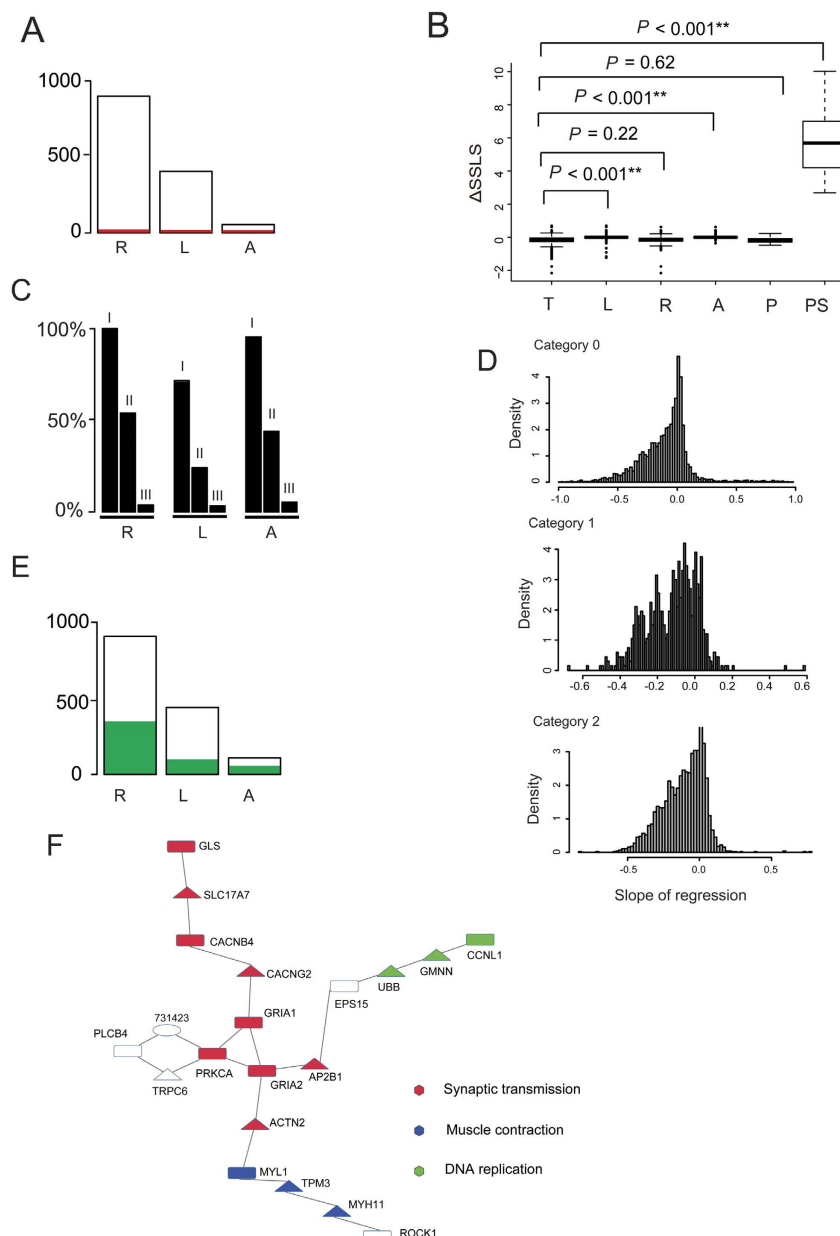 A
1000
500
0
R L A
B
P < 0.001**
P = 0.62
P < 0.001**
P = 0.22
P < 0.001**
ΔSSLS
10
8
6
4
2
0
−2
T L R A P PS
C
100%
50%
0%
I II III
I II III
I II III
R L A
D
Category 0
Density
4
3
2
1
0
-1.0 -0.5 0.0 0.5 1.0
Category 1
Density
4
3
2
1
0
-0.6 -0.4 -0.2 0.0 0.2 0.4 0.6
Category 2
Density
3
2
1
0
-0.5 0.0 0.5
Slope of regression
E
1000
500
0
R L A
F
GLS
SLC17A7
CACNB4
CACNG2
GRIA1
731423
PLCB4
TRPC6
PRKCA
GRIA2
AP2B1
EPS15
UBB
GMNN
CCNL1
ACTN2
MYL1
TPM3
MYH11
ROCK1
Synaptic transmission
Muscle contraction
DNA replication